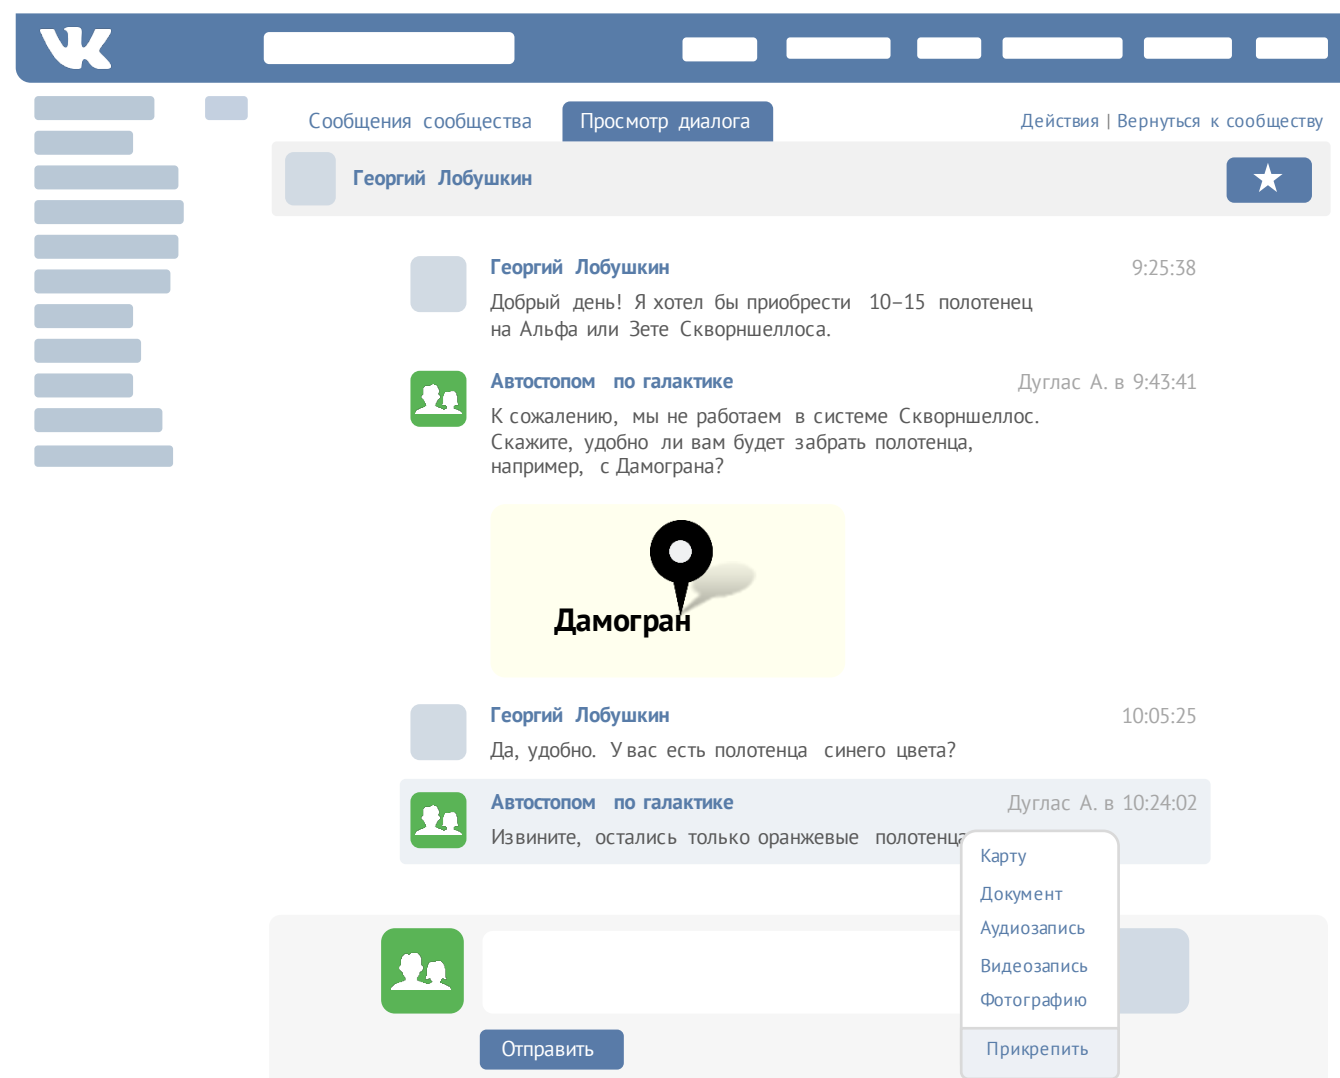 Сообщения сообщества
Просмотр диалога
Действия | Вернуться к сообществу
Георгий Лобушкин
Георгий Лобушкин
9:25:38
Добрый день! Я хотел бы приобрести 10–15 полотенец
на Альфа или Зете Скворншеллоса.
Автостопом по галактике
Дуглас А. в 9:43:41
К сожалению, мы не работаем в системе Скворншеллос.
Скажите, удобно ли вам будет забрать полотенца,
например, с Дамограна?
Дамогран
Георгий Лобушкин
10:05:25
Да, удобно. У вас есть полотенца синего цвета?
Автостопом по галактике
Дуглас А. в 10:24:02
Извините, остались только оранжевые полотенца
Карту
Документ
Аудиозапись
Видеозапись
Фотографию
Прикрепить
Отправить